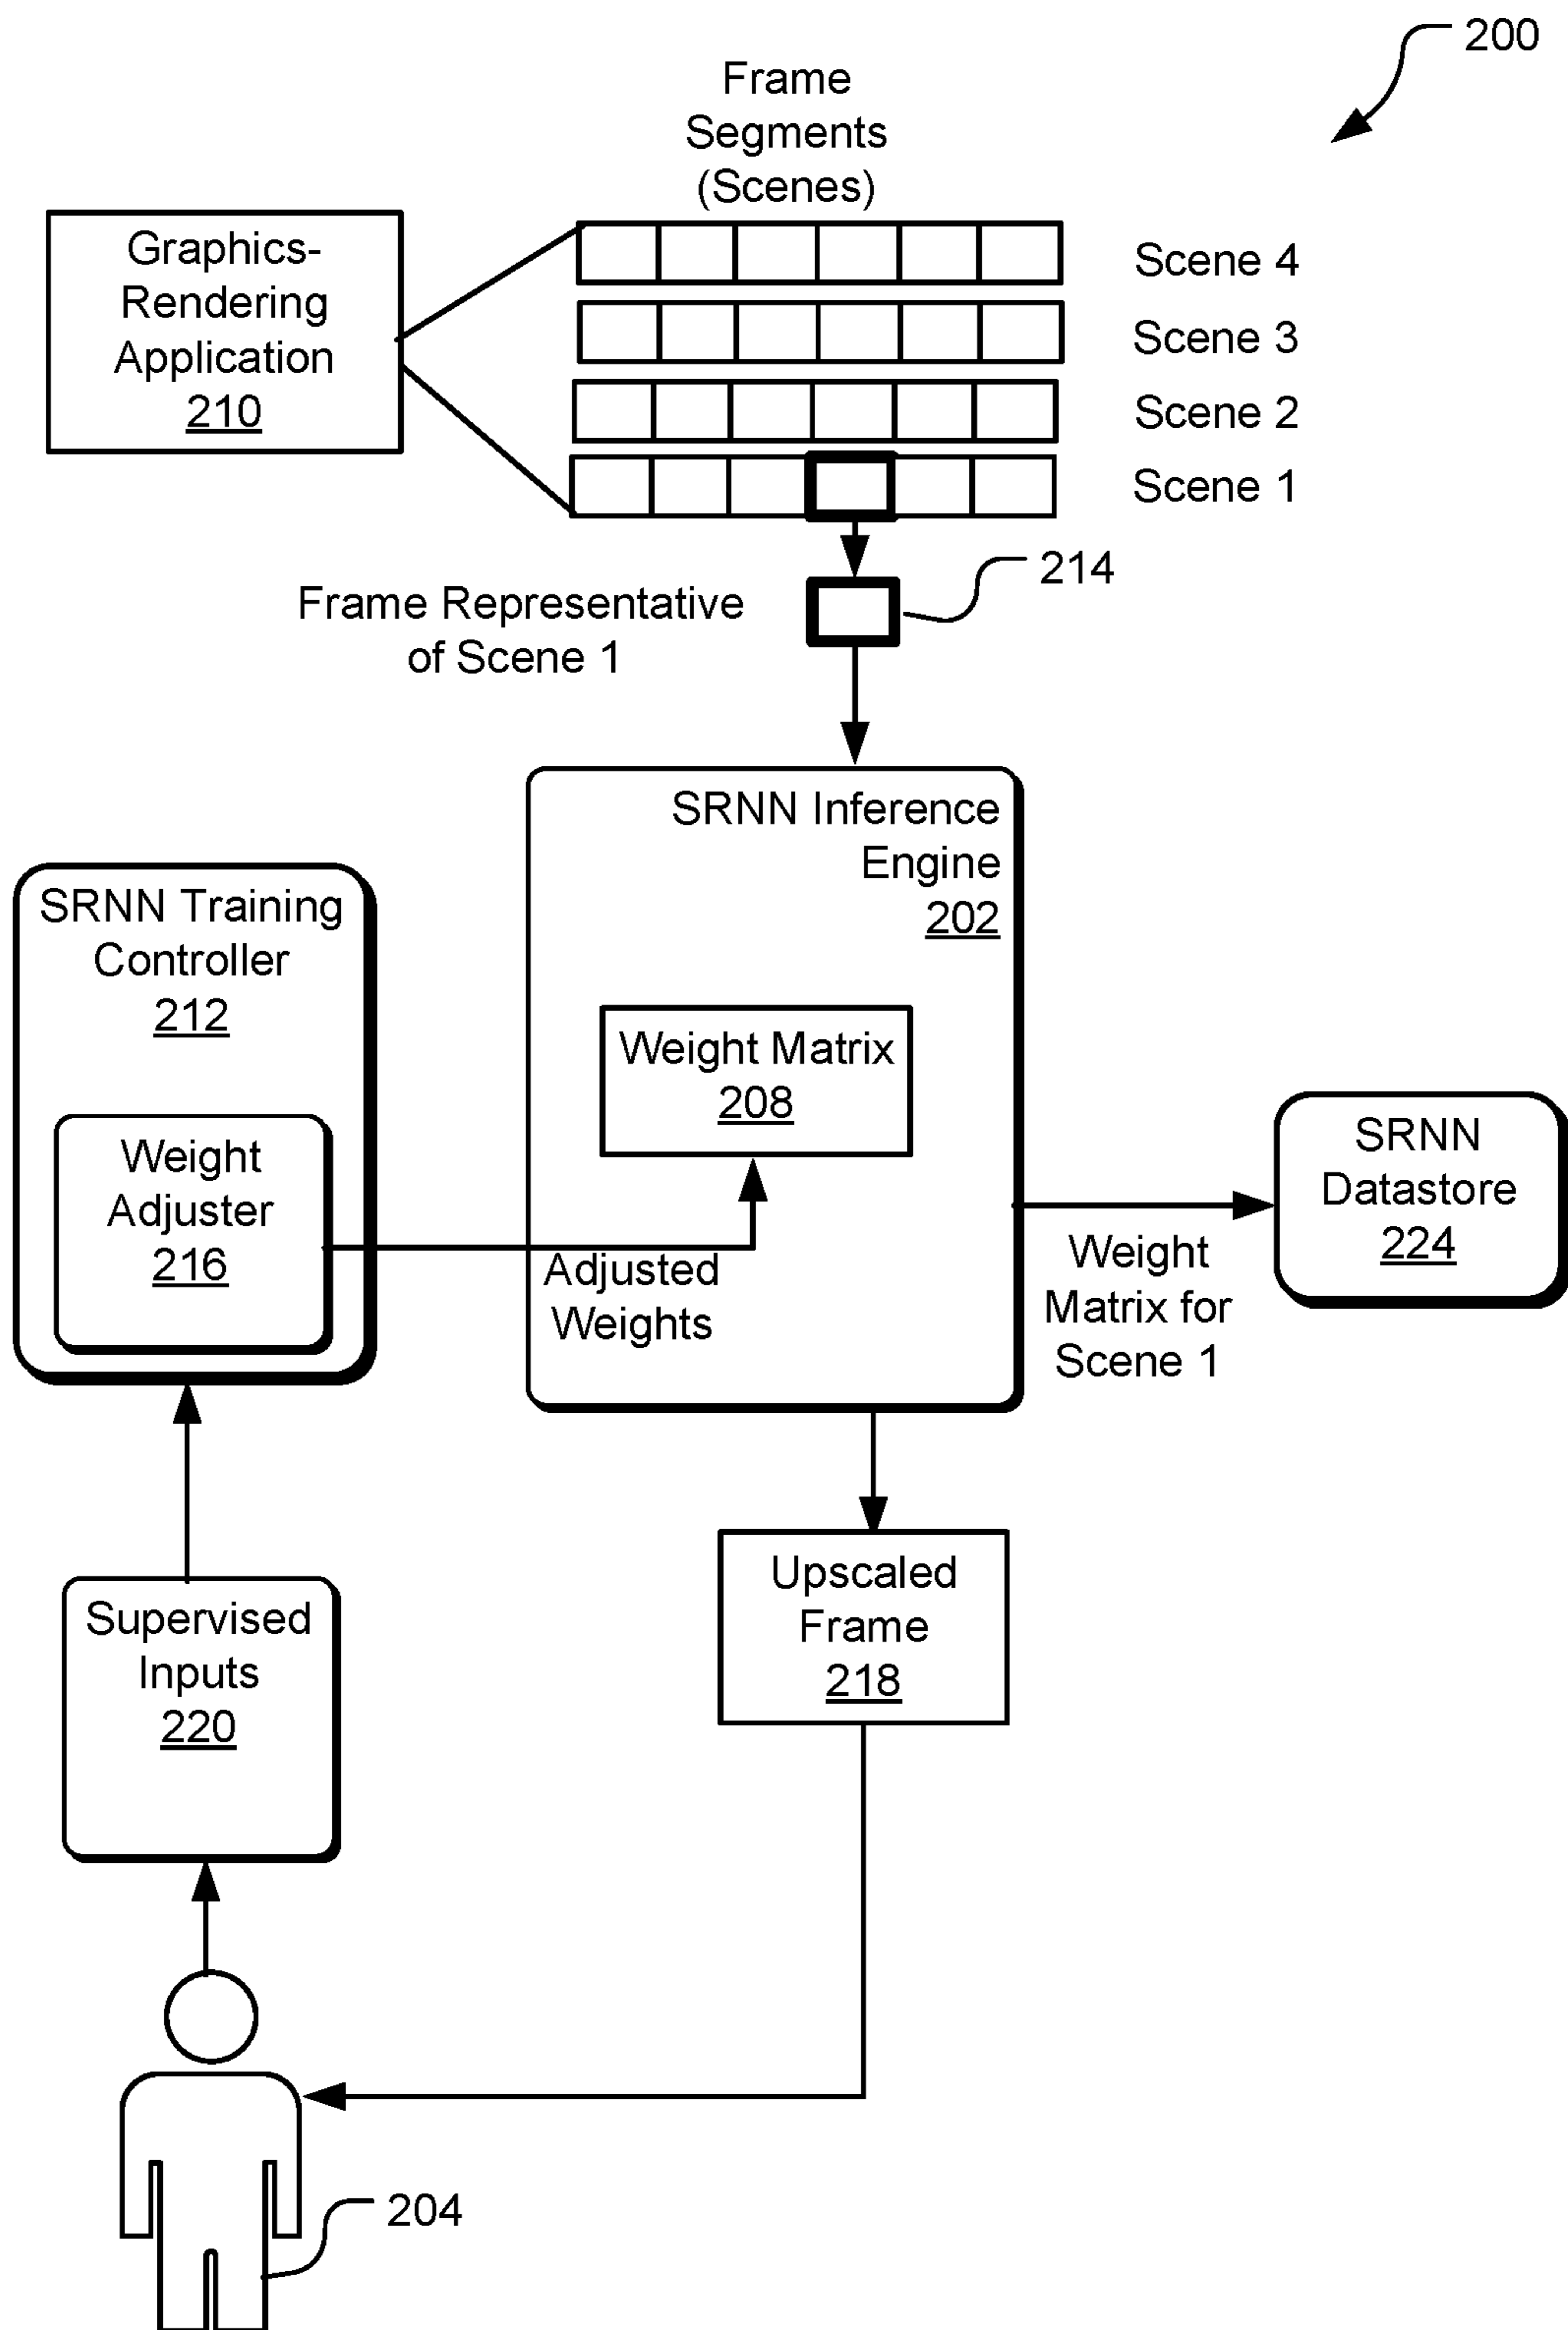 200
Frame
Segments
(Scenes)
Graphics-
Rendering
Application
210
Scene 4
Scene 3
Scene 2
Scene 1
214
Frame Representative
of Scene 1
SRNN Inference
Engine
202
SRNN Training
Controller
212
Weight Matrix
208
Weight
Adjuster
216
Adjusted
Weights
SRNN
Datastore
224
Weight
Matrix for
Scene 1
Upscaled
Frame
218
Supervised
Inputs
220
204